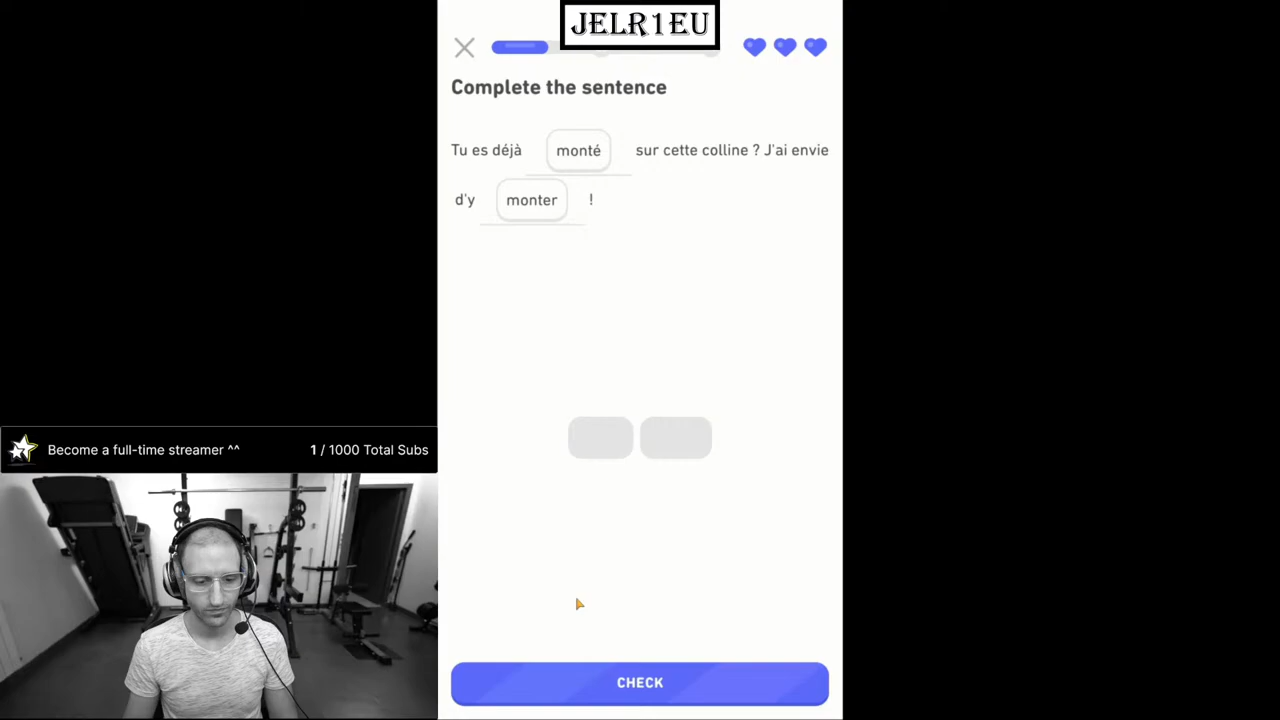 JELR1EU
Complete the sentence
Tu es déjà monté sur cette colline ? J'ai envie
d'y monter !
Become a full-time streamer ^^ 1 / 1000 Total Subs
CHECK